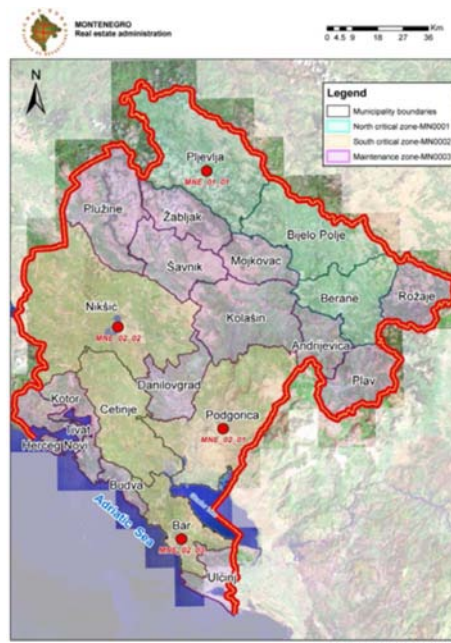 MONTENEGRO
Real estate administration
Km
0 4.5 9 18 27 36
N
Legend
Municipality boundaries
North critical zone-MN0001
South critical zone-MN0002
Maintenance zone-MN0003
Pljevlja
MNE_01_01
Plužine
Žabljak
Bijelo Polje
Mojkovac
Šavnik
Nikšić
MNE_02_02
Kolašin
Berane
Rožaje
Andrijevica
Plav
Danilovgrad
Kotor
Cetinje
Podgorica
MNE_02_01
Tivat
Herceg Novi
Budva
Adriatic Sea
Bar
Ulcinj